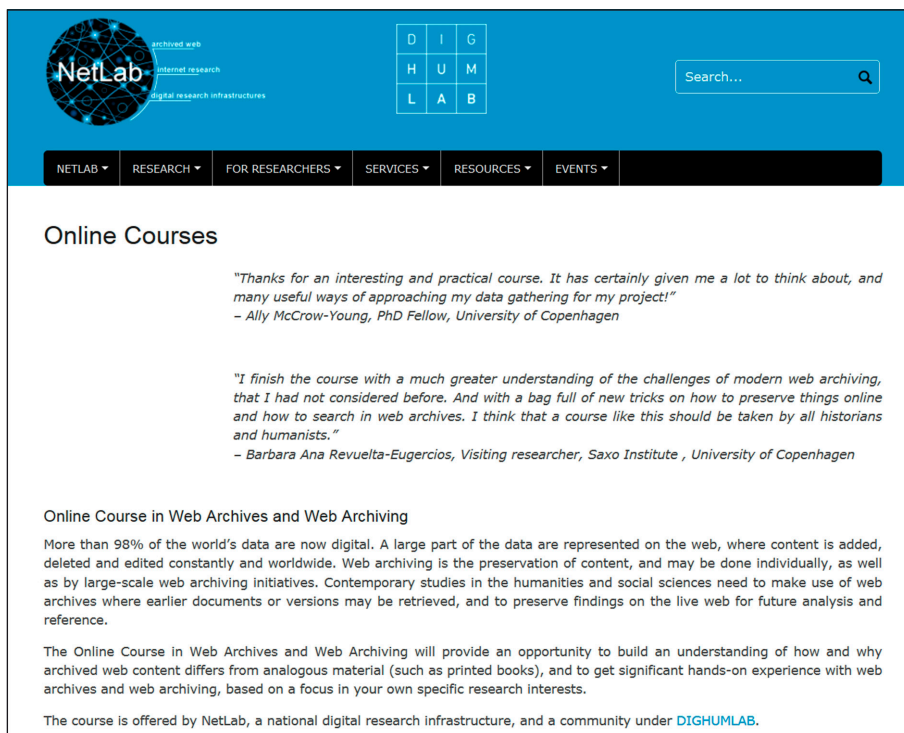 archived web
NetLab
internet research
digital research infrastructures
D I G
H U M
L A B
Search...
NETLAB
RESEARCH
FOR RESEARCHERS
SERVICES
RESOURCES
EVENTS
Online Courses
"Thanks for an interesting and practical course. It has certainly given me a lot to think about, and
many useful ways of approaching my data gathering for my project!"
– Ally McCrow-Young, PhD Fellow, University of Copenhagen
"I finish the course with a much greater understanding of the challenges of modern web archiving,
that I had not considered before. And with a bag full of new tricks on how to preserve things online
and how to search in web archives. I think that a course like this should be taken by all historians
and humanists."
– Barbara Ana Revuelta-Eugercios, Visiting researcher, Saxo Institute , University of Copenhagen
Online Course in Web Archives and Web Archiving
More than 98% of the world's data are now digital. A large part of the data are represented on the web, where content is added,
deleted and edited constantly and worldwide. Web archiving is the preservation of content, and may be done individually, as well
as by large-scale web archiving initiatives. Contemporary studies in the humanities and social sciences need to make use of web
archives where earlier documents or versions may be retrieved, and to preserve findings on the live web for future analysis and
reference.
The Online Course in Web Archives and Web Archiving will provide an opportunity to build an understanding of how and why
archived web content differs from analogous material (such as printed books), and to get significant hands-on experience with web
archives and web archiving, based on a focus in your own specific research interests.
The course is offered by NetLab, a national digital research infrastructure, and a community under DIGHUMLAB.